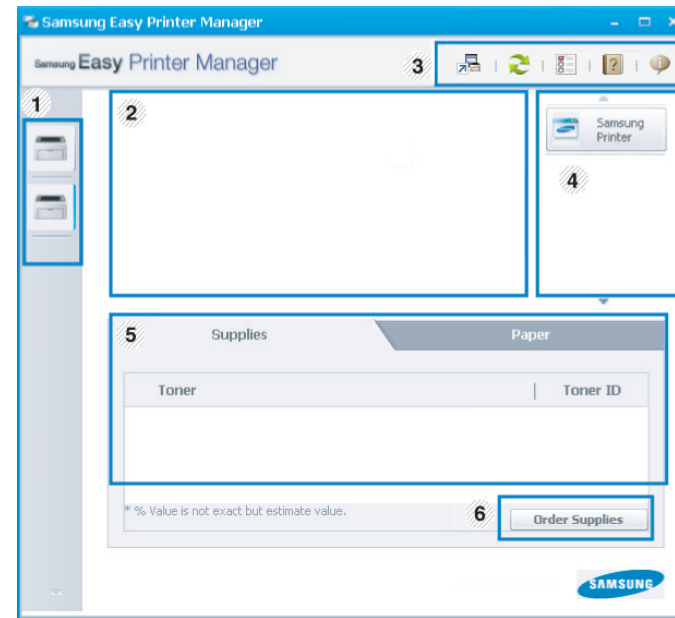 Samsung Easy Printer Manager
Samsung Easy Printer Manager
3
1
2
Samsung
Printer
4
5
Supplies
Paper
Toner
Toner ID
* % Value is not exact but estimate value.
6
Order Supplies
SAMSUNG